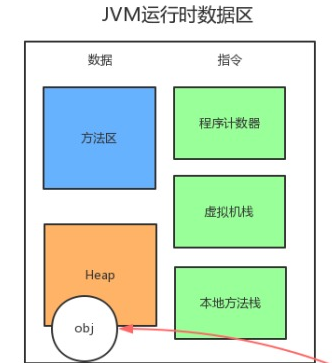 JVM运行时数据区
数据
指令
方法区
程序计数器
虚拟机栈
Heap
本地方法栈
obj